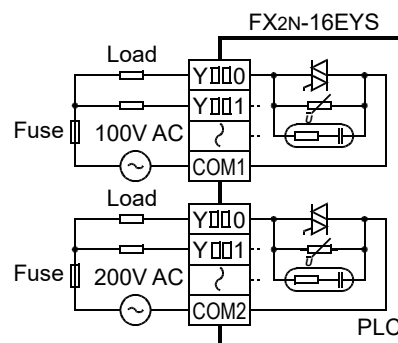 FX2N-16EYS
Load
Y▯▯0
Y▯▯1
Fuse
100V AC
U
COM1
Load
Y▯▯0
Y▯▯1
Fuse
200V AC
U
COM2
PLC